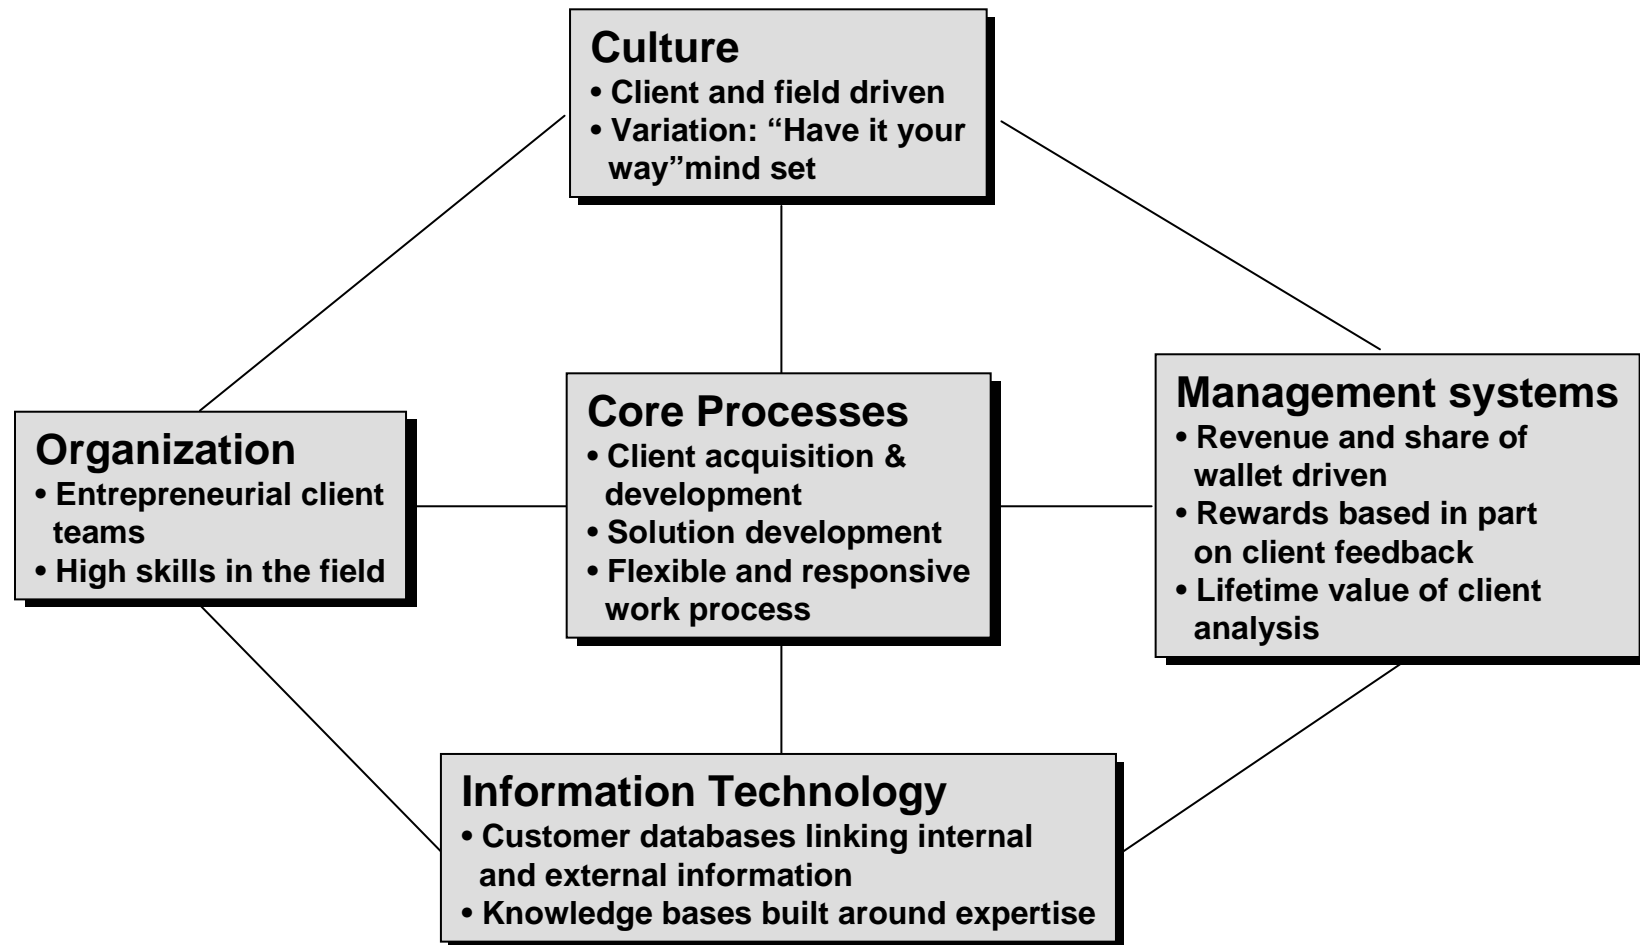 Culture
• Client and field driven
• Variation: “Have it your
way”mind set
Organization
• Entrepreneurial client
teams
• High skills in the field
Core Processes
• Client acquisition &
development
• Solution development
• Flexible and responsive
work process
Management systems
• Revenue and share of
wallet driven
• Rewards based in part
on client feedback
• Lifetime value of client
analysis
Information Technology
• Customer databases linking internal
and external information
• Knowledge bases built around expertise